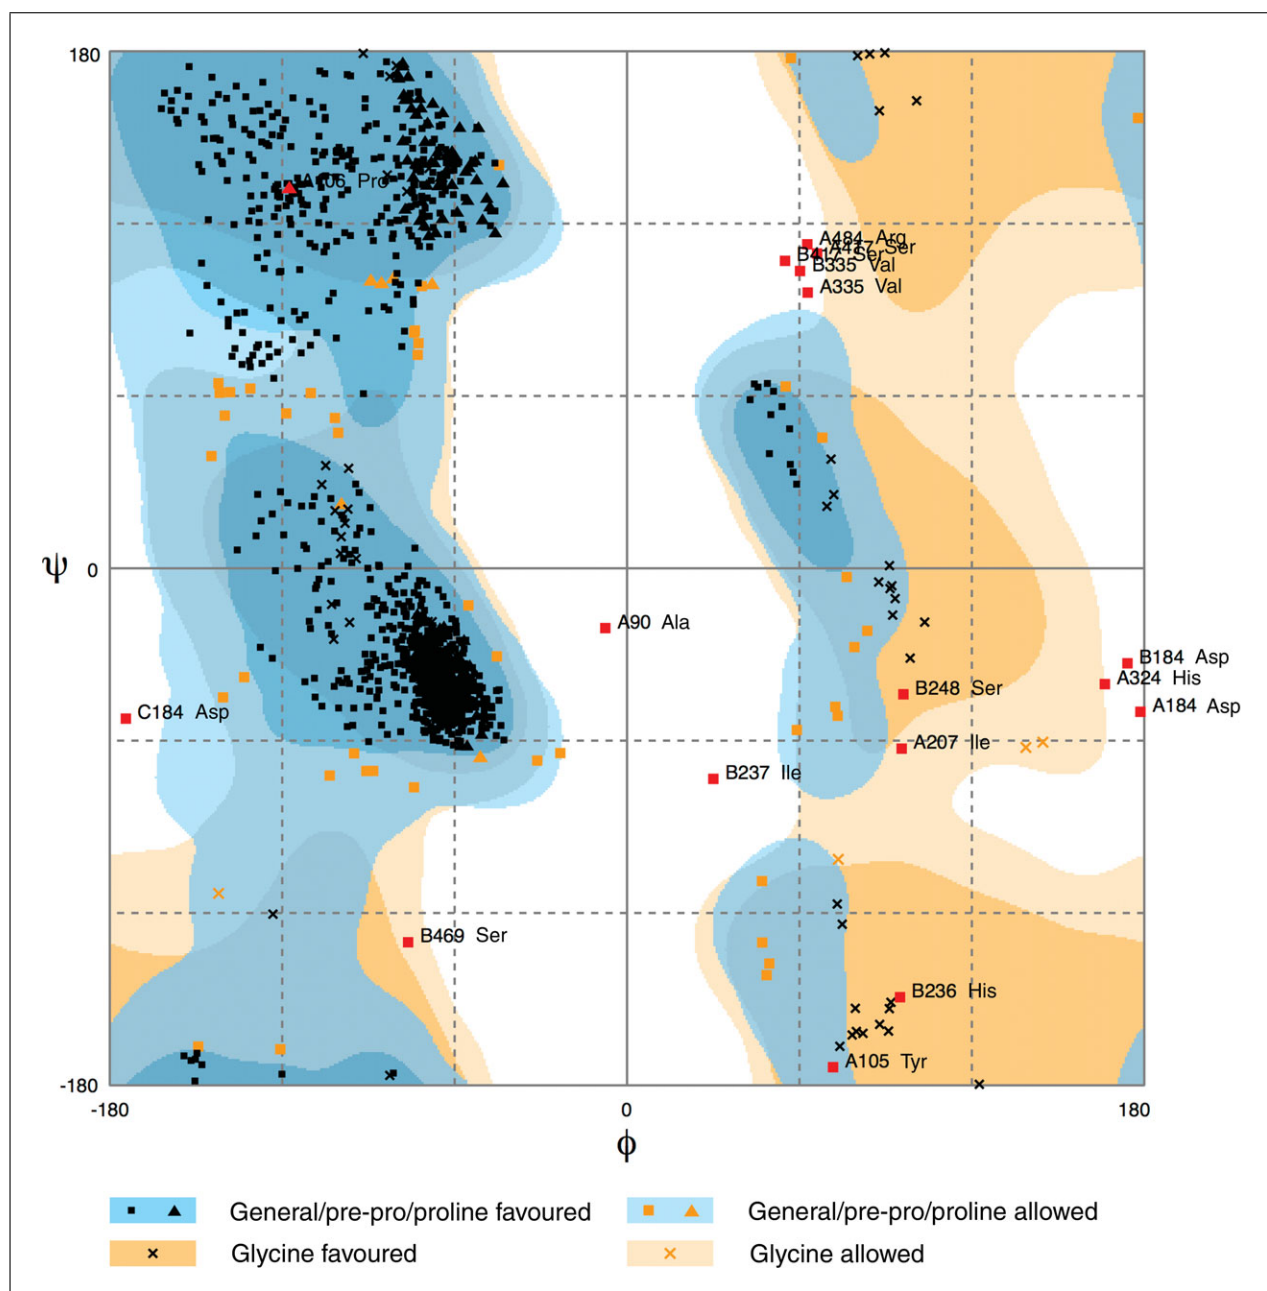 180
A106 Pro
A484 Arg
A417 Ser
B417 Ser
B335 Val
A335 Val
ψ
0
A90 Ala
B184 Asp
A324 His
B248 Ser
C184 Asp
A184 Asp
A207 Ile
B237 Ile
B469 Ser
B236 His
A105 Tyr
-180
-180
0
180
ϕ
General/pre-pro/proline favoured
General/pre-pro/proline allowed
Glycine favoured
Glycine allowed